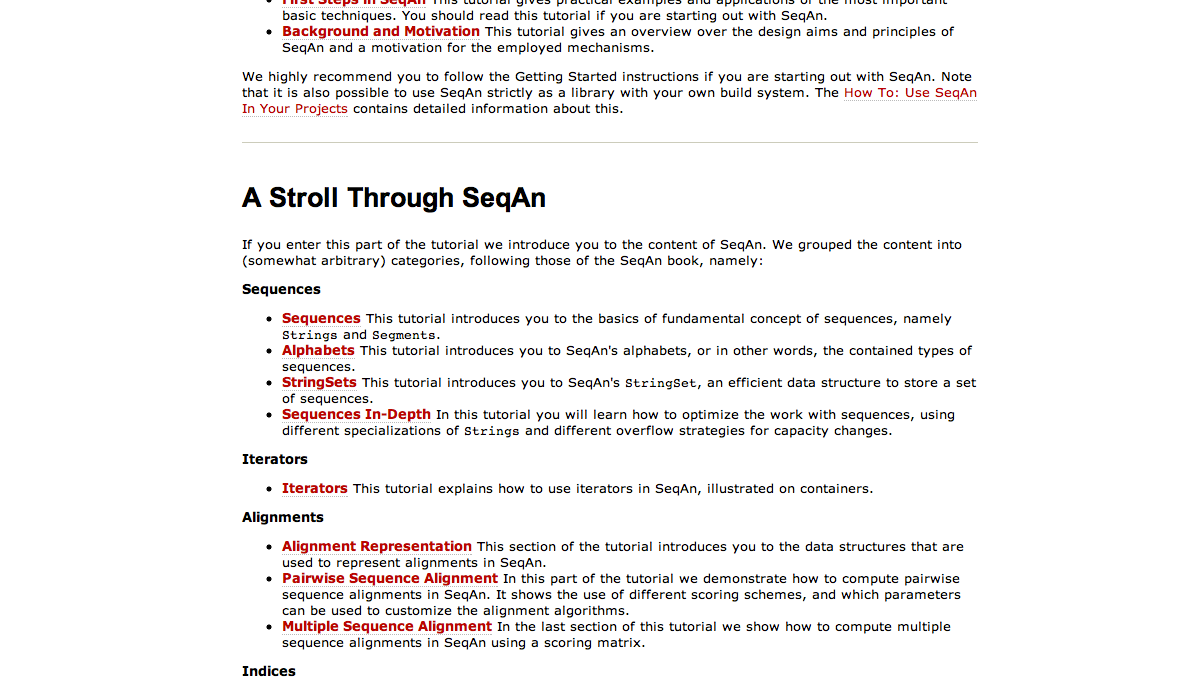 First Steps in SeqAn This tutorial gives practical examples and applications of the most important
basic techniques. You should read this tutorial if you are starting out with SeqAn.
Background and Motivation This tutorial gives an overview over the design aims and principles of
SeqAn and a motivation for the employed mechanisms.
We highly recommend you to follow the Getting Started instructions if you are starting out with SeqAn. Note
that it is also possible to use SeqAn strictly as a library with your own build system. The How To: Use SeqAn
In Your Projects contains detailed information about this.
A Stroll Through SeqAn
If you enter this part of the tutorial we introduce you to the content of SeqAn. We grouped the content into
(somewhat arbitrary) categories, following those of the SeqAn book, namely:
Sequences
Sequences This tutorial introduces you to the basics of fundamental concept of sequences, namely
Strings and Segments.
Alphabets This tutorial introduces you to SeqAn's alphabets, or in other words, the contained types of
sequences.
StringSets This tutorial introduces you to SeqAn's StringSet, an efficient data structure to store a set
of sequences.
Sequences In-Depth In this tutorial you will learn how to optimize the work with sequences, using
different specializations of Strings and different overflow strategies for capacity changes.
Iterators
Iterators This tutorial explains how to use iterators in SeqAn, illustrated on containers.
Alignments
Alignment Representation This section of the tutorial introduces you to the data structures that are
used to represent alignments in SeqAn.
Pairwise Sequence Alignment In this part of the tutorial we demonstrate how to compute pairwise
sequence alignments in SeqAn. It shows the use of different scoring schemes, and which parameters
can be used to customize the alignment algorithms.
Multiple Sequence Alignment In the last section of this tutorial we show how to compute multiple
sequence alignments in SeqAn using a scoring matrix.
Indices